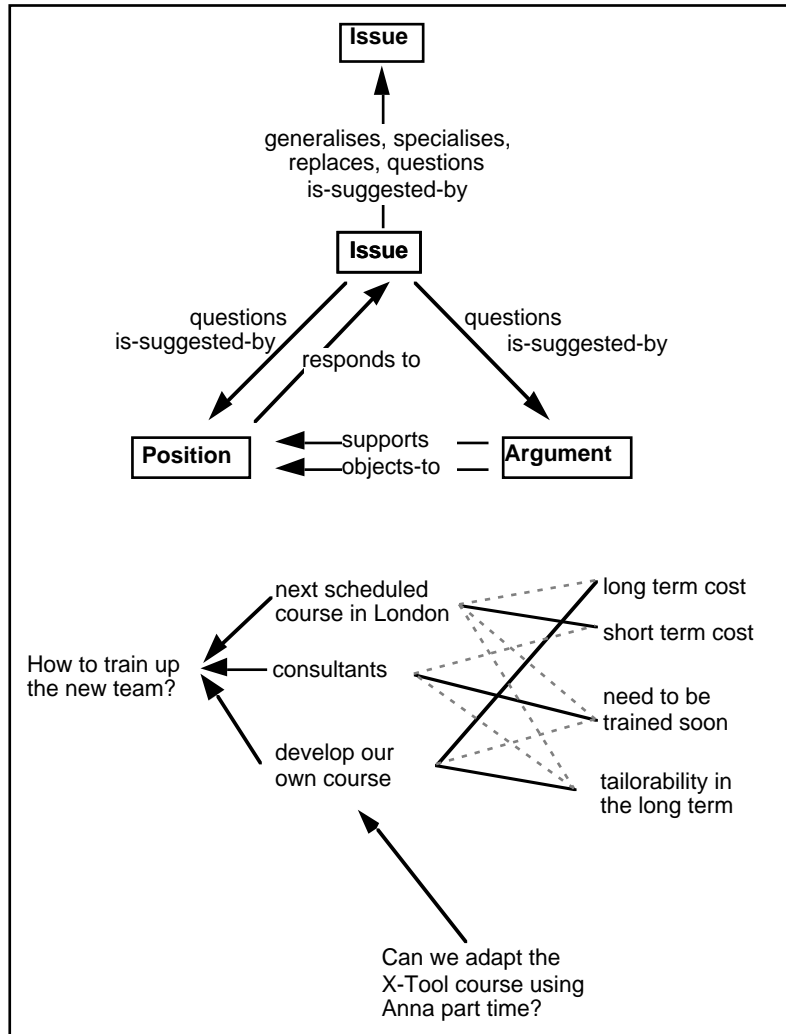 Issue
generalises, specialises,
replaces, questions
is-suggested-by
Issue
questions
is-suggested-by
responds to
questions
is-suggested-by
Position
supports
objects-to
Argument
How to train up
the new team?
next scheduled
course in London
consultants
develop our
own course
long term cost
short term cost
need to be
trained soon
tailorability in
the long term
Can we adapt the
X-Tool course using
Anna part time?